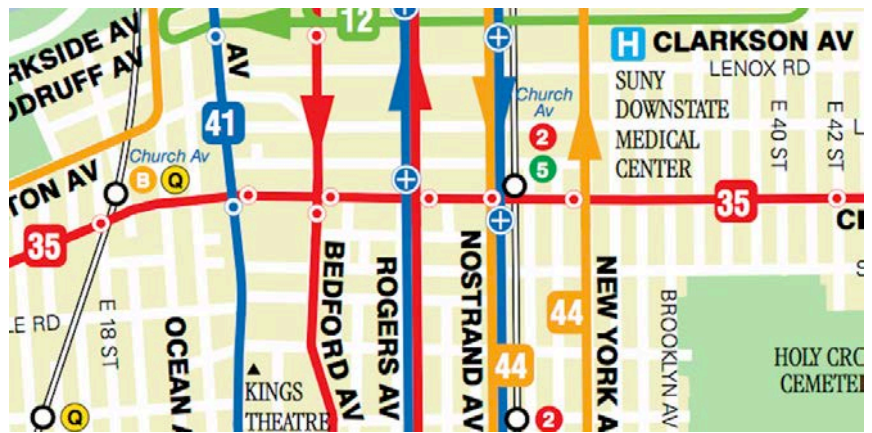 12
RKSIDE AV
ODRUFF AV
AV
H CLARKSON AV
LENOX RD
SUNY
DOWNSTATE
MEDICAL
CENTER
E 40 ST
E 42 ST
L
41
Church
Av
2
5
Church Av
B Q
TON AV
35
35
CI
S
BEDFORD AV
ROGERS AV
NOSTRAND AV
NEW YORK A
BROOKLYN AV
44
44
LE RD
E 18 ST
OCEAN A
KINGS
THEATRE
HOLY CRO
CEMETE
Q
2